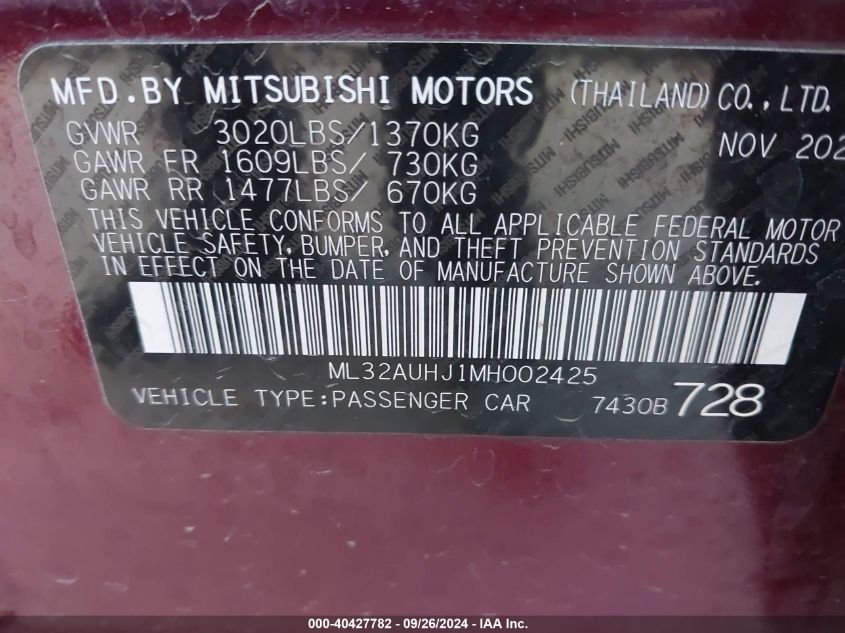 MFD.BY MITSUBISHI MOTORS (THAILAND) CO., LTD.
GVWR 3020LBS/1370KG NOV 202
GAWR FR 1609LBS/ 730KG
GAWR RR 1477LBS/ 670KG
THIS VEHICLE CONFORMS TO ALL APPLICABLE FEDERAL MOTOR
VEHICLE SAFETY, BUMPER, AND THEFT PREVENTION STANDARDS
IN EFFECT ON THE DATE OF MANUFACTURE SHOWN ABOVE.
ML32AUHJ1MH002425
VEHICLE TYPE:PASSENGER CAR 7430B 728
000-40427782 - 09/26/2024 - IAAI.com